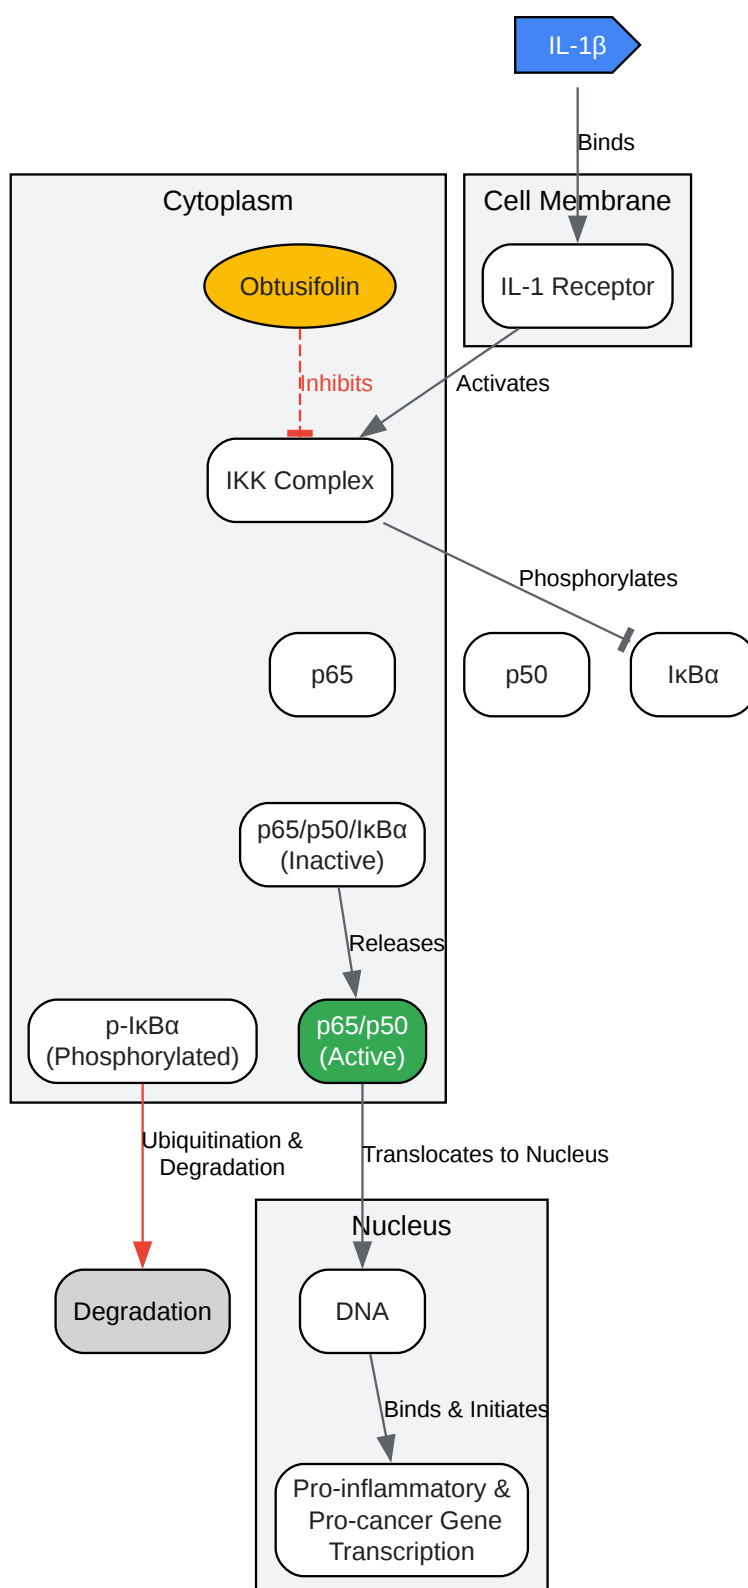 IL-1β
Binds
Cytoplasm
Cell Membrane
Obtusifolin
IL-1 Receptor
Inhibits
Activates
IKK Complex
Phosphorylates
p65
p50
IκBα
p65/p50/IκBα
(Inactive)
Releases
p-IκBα
(Phosphorylated)
p65/p50
(Active)
Ubiquitination &
Degradation
Translocates to Nucleus
Nucleus
Degradation
DNA
Binds & Initiates
Pro-inflammatory &
Pro-cancer Gene
Transcription